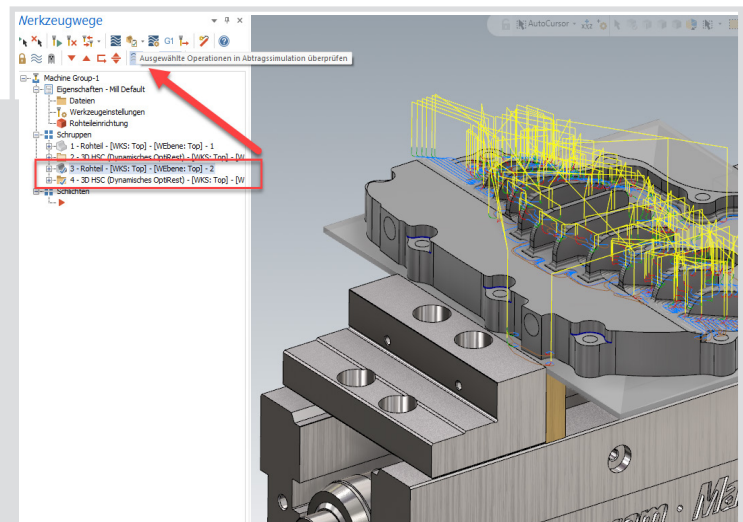 Werkzeugwege
AutoCursor
XYZ
G1
Ausgewählte Operationen in Abtragssimulation überprüfen
Machine Group-1
Eigenschaften - Mill Default
Dateien
Werkzeugeinstellungen
Rohteileinrichtung
Schruppen
1 - Rohteil - [WKS: Top] - [WEbene: Top] - 1
2 - 3D HSC (Dynamisches OptiRest) - [WKS: Top] - [W
3 - Rohteil - [WKS: Top] - [WEbene: Top] - 2
4 - 3D HSC (Dynamisches OptiRest) - [WKS: Top] - [W
Schlichten